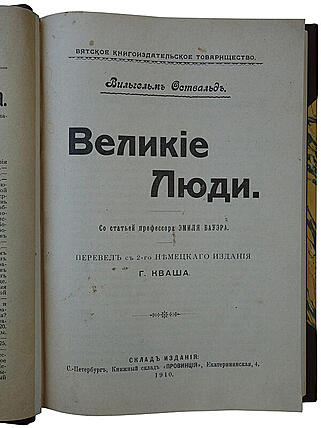 ВЯТСКОЕ КНИГОИЗДАТЕЛЬСКОЕ ТОВАРИЩЕСТВО.
Вильгельмъ Оствальдъ.
Великіе
Люди.
Со статьей профессора ЭМИЛЯ БАУЭРА.
ПЕРЕВЕЛЪ съ 2-го НѢМЕЦКАГО ИЗДАНІЯ
Г. КВАША.
СКЛАДЪ ИЗДАНІЯ:
С.-Петербургъ, Книжный складъ «ПРОВИНЦІЯ», Екатерининская, 4.
1910.